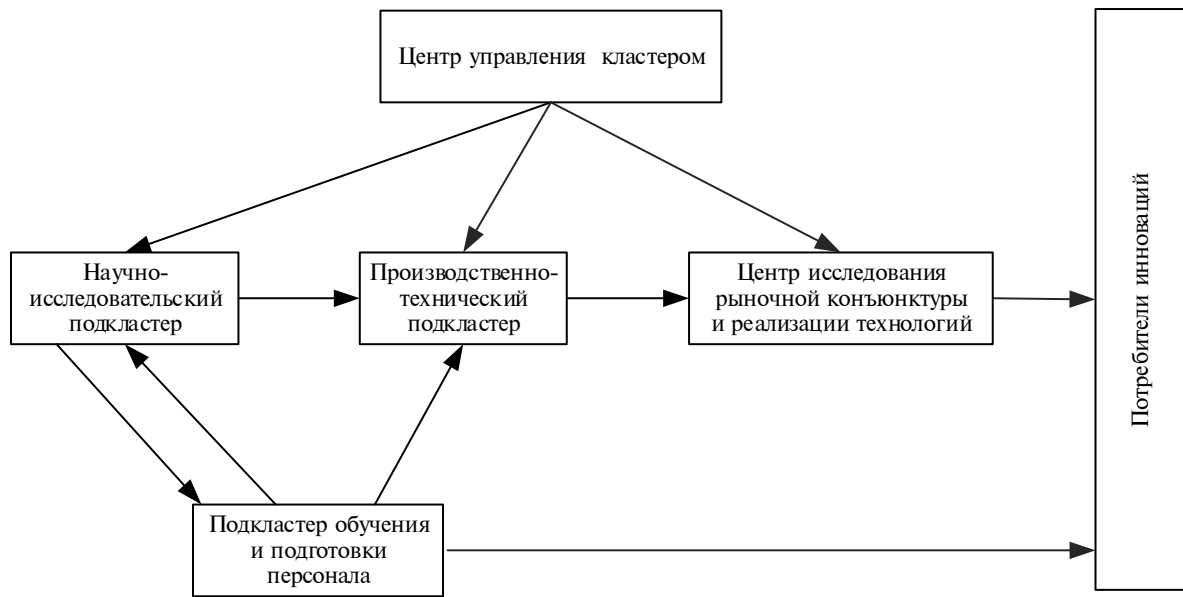 Центр управления кластером
Научно-
исследовательский
подкластер
Производственно-
технический
подкластер
Центр исследования
рыночной конъюнктуры
и реализации технологий
Потребители инноваций
Подкластер обучения
и подготовки
персонала